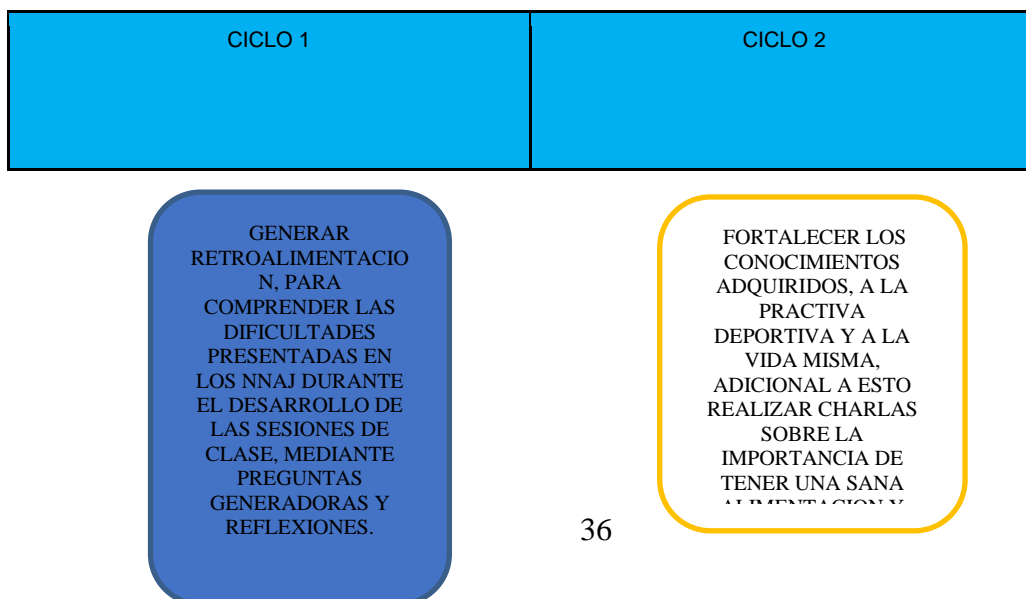 CICLO 1
CICLO 2
GENERAR
RETROALIMENTACIO
N, PARA
COMPRENDER LAS
DIFICULTADES
PRESENTADAS EN
LOS NNAJ DURANTE
EL DESARROLLO DE
LAS SESIONES DE
CLASE, MEDIANTE
PREGUNTAS
GENERADORAS Y
REFLEXIONES.
FORTALECER LOS
CONOCIMIENTOS
ADQUIRIDOS, A LA
PRACTIVA
DEPORTIVA Y A LA
VIDA MISMA,
ADICIONAL A ESTO
REALIZAR CHARLAS
SOBRE LA
IMPORTANCIA DE
TENER UNA SANA
ALIMENTACION Y
36